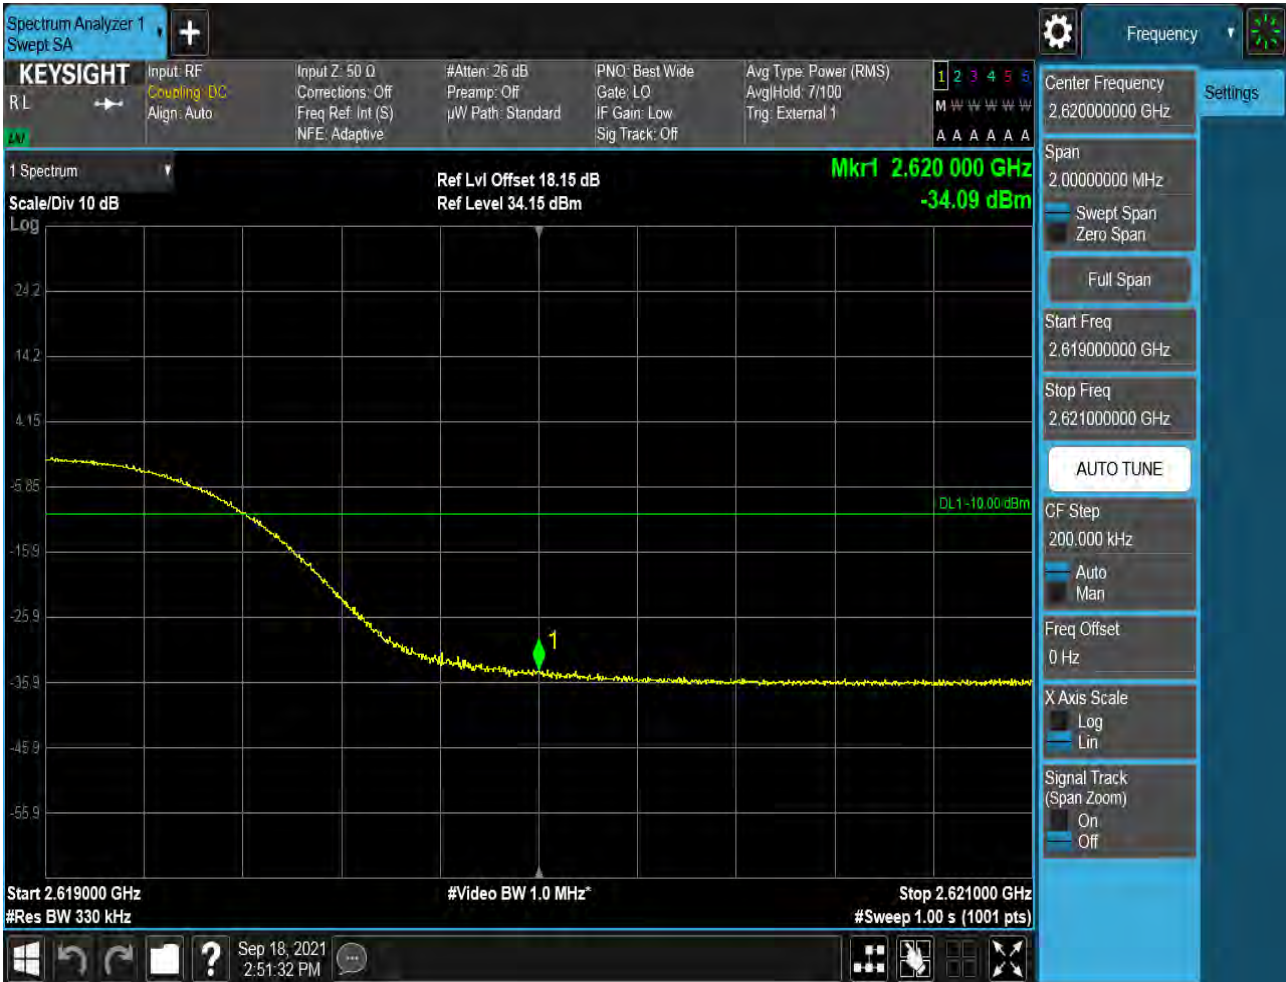 Spectrum Analyzer 1
Swept SA
+
Frequency
KEYSIGHT
R L
LXI
Input: RF
Coupling: DC
Align: Auto
Input Z: 50 Ω
Corrections: Off
Freq Ref: Int (S)
NFE: Adaptive
#Atten: 26 dB
Preamp: Off
µW Path: Standard
PNO: Best Wide
Gate: LO
IF Gain: Low
Sig Track: Off
Avg Type: Power (RMS)
Avg|Hold: 7/100
Trig: External 1
1 2 3 4 5 6
M W W W W W
A A A A A A
1 Spectrum
Scale/Div 10 dB
Log
Ref Lvl Offset 18.15 dB
Ref Level 34.15 dBm
Mkr1 2.620 000 GHz
-34.09 dBm
24.2
14.2
4.15
-5.85
-15.9
-25.9
-35.9
-45.9
-55.9
DL1 -10.00 dBm
1
Start 2.619000 GHz
#Res BW 330 kHz
#Video BW 1.0 MHz*
Stop 2.621000 GHz
#Sweep 1.00 s (1001 pts)
Center Frequency
2.620000000 GHz
Settings
Span
2.00000000 MHz
Swept Span
Zero Span
Full Span
Start Freq
2.619000000 GHz
Stop Freq
2.621000000 GHz
AUTO TUNE
CF Step
200.000 kHz
Auto
Man
Freq Offset
0 Hz
X Axis Scale
Log
Lin
Signal Track
(Span Zoom)
On
Off
?
Sep 18, 2021
2:51:32 PM